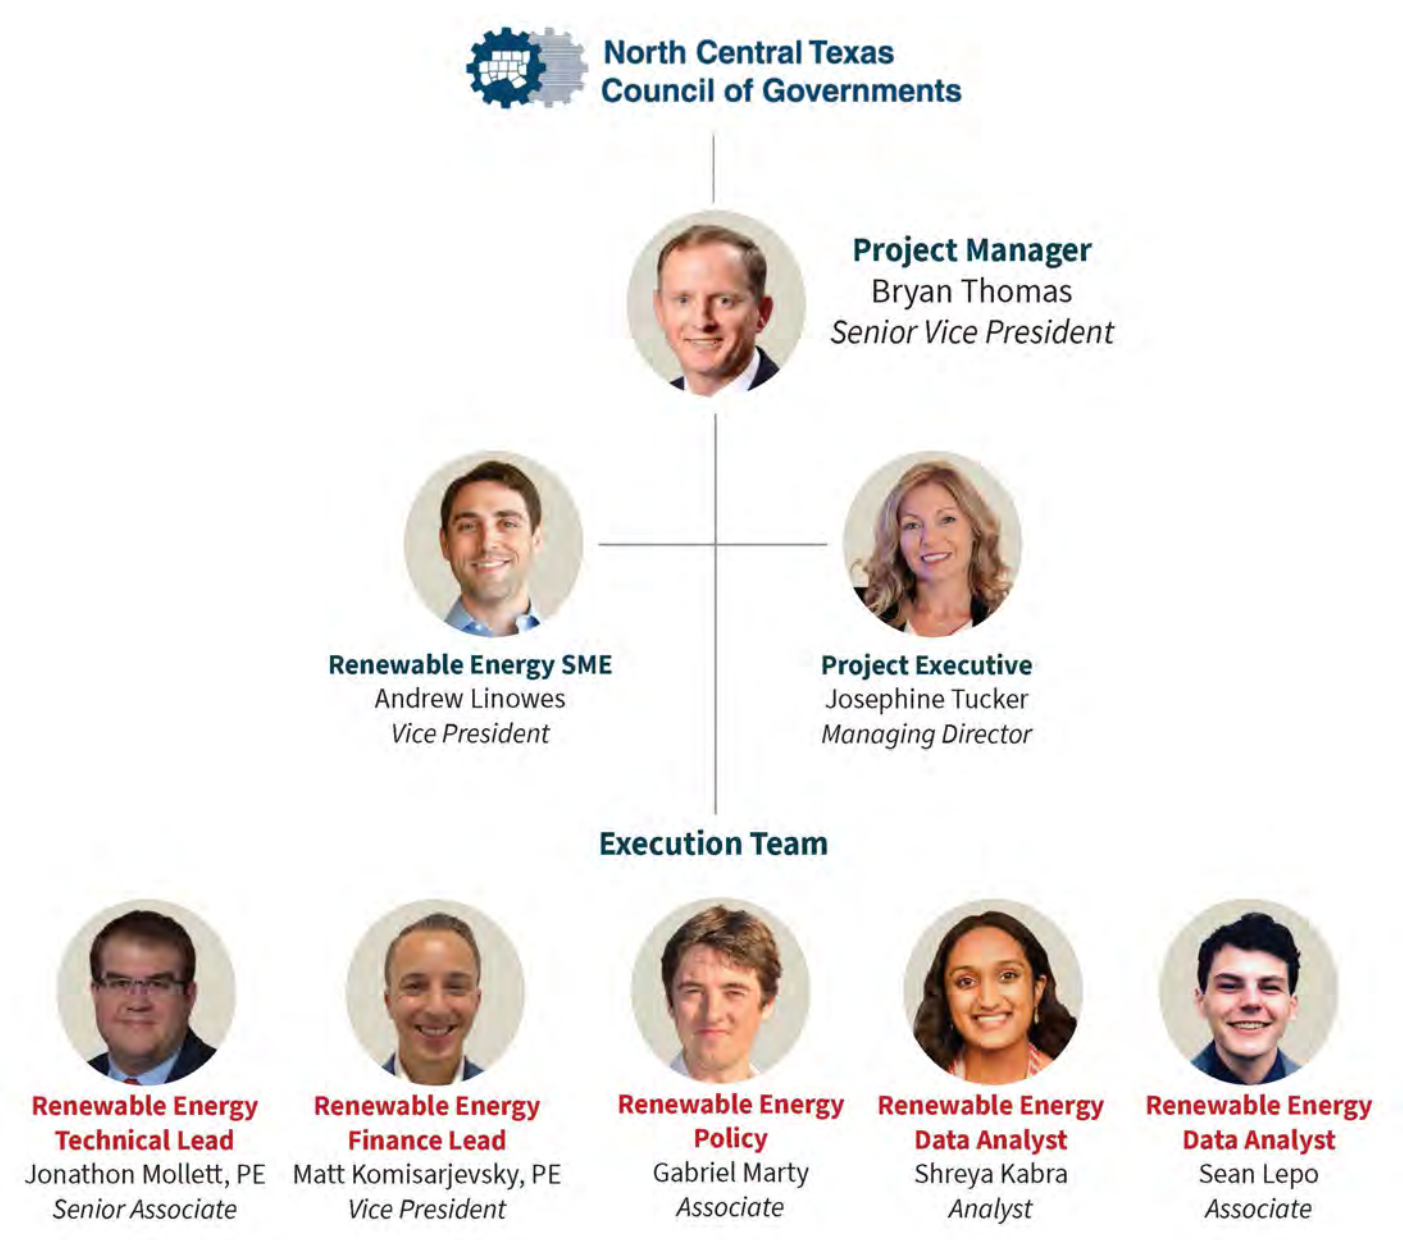 North Central Texas
Council of Governments
Project Manager
Bryan Thomas
Senior Vice President
Renewable Energy SME
Andrew Linowes
Vice President
Project Executive
Josephine Tucker
Managing Director
Execution Team
Renewable Energy
Technical Lead
Jonathon Mollett, PE
Senior Associate
Renewable Energy
Finance Lead
Matt Komisarjevsky, PE
Vice President
Renewable Energy
Policy
Gabriel Marty
Associate
Renewable Energy
Data Analyst
Shreya Kabra
Analyst
Renewable Energy
Data Analyst
Sean Lepo
Associate